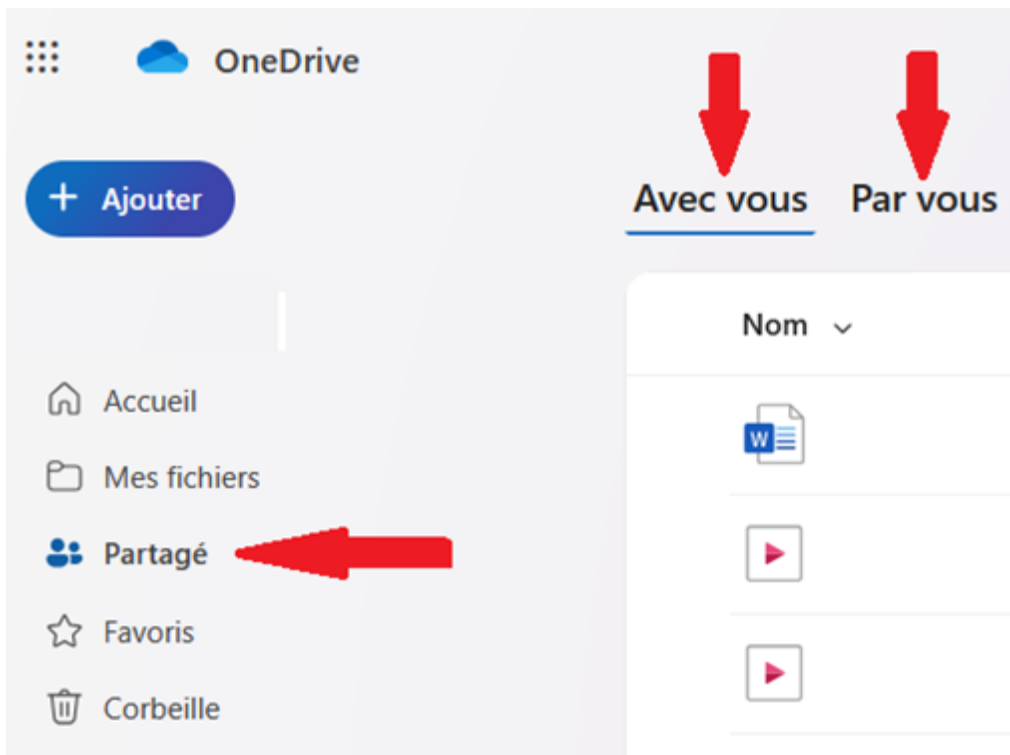 OneDrive
+ Ajouter
Avec vous Par vous
Nom
W
Accueil
Mes fichiers
Partagé
Favoris
Corbeille